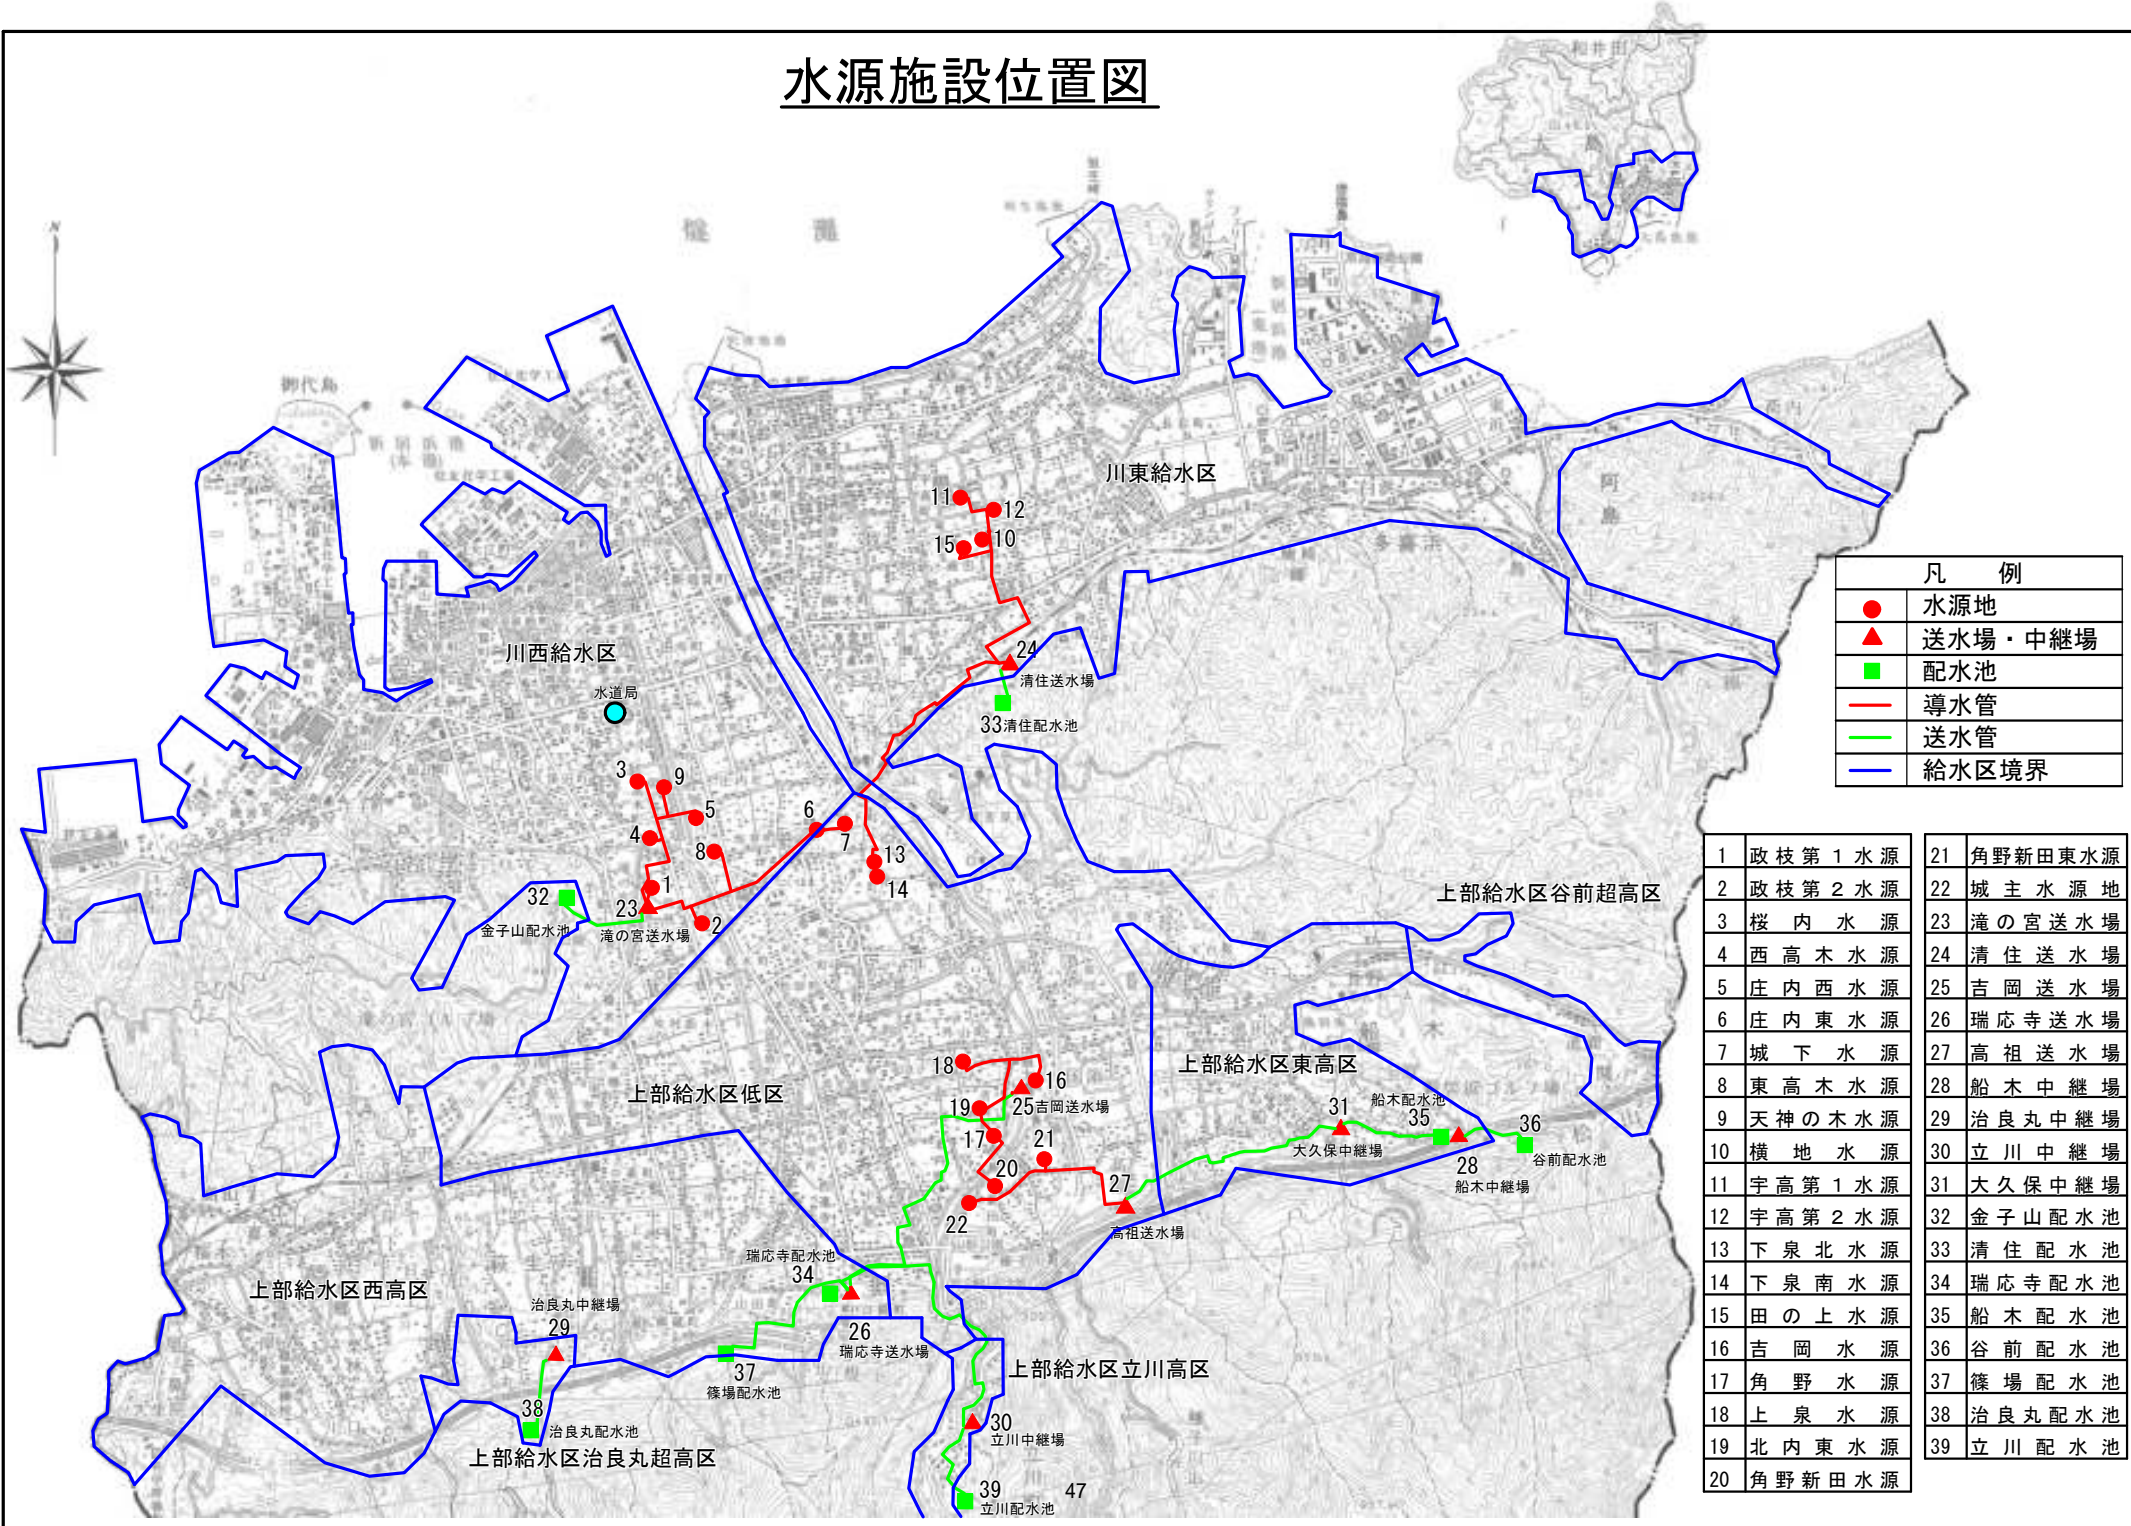 水源施設位置図
和井田
大島
N
燧灘
御代島
川東給水区
11
12
10
15
阿島
凡 例
水源地
送水場・中継場
配水池
導水管
送水管
給水区境界
川西給水区
水道局
24
清住送水場
33清住配水池
3
9
5
4
8
6
7
13
14
1
23
2
32
金子山配水池
滝の宮送水場
上部給水区谷前超高区
船木
上部給水区東高区
上部給水区低区
18
16
19
25吉岡送水場
17
21
20
22
27
高祖送水場
31
大久保中継場
船木配水池
35
28
船木中継場
36
谷前配水池
上部給水区西高区
瑞応寺配水池
34
26
瑞応寺送水場
治良丸中継場
29
37
篠場配水池
38
治良丸配水池
上部給水区治良丸超高区
上部給水区立川高区
30
立川中継場
39
立川配水池
47
1 政枝第1水源
2 政枝第2水源
3 桜内水源
4 西高木水源
5 庄内西水源
6 庄内東水源
7 城下水源
8 東高木水源
9 天神の木水源
10 横地水源
11 宇高第1水源
12 宇高第2水源
13 下泉北水源
14 下泉南水源
15 田の上水源
16 吉岡水源
17 角野水源
18 上泉水源
19 北内東水源
20 角野新田水源
21 角野新田東水源
22 城主水源地
23 滝の宮送水場
24 清住送水場
25 吉岡送水場
26 瑞応寺送水場
27 高祖送水場
28 船木中継場
29 治良丸中継場
30 立川中継場
31 大久保中継場
32 金子山配水池
33 清住配水池
34 瑞応寺配水池
35 船木配水池
36 谷前配水池
37 篠場配水池
38 治良丸配水池
39 立川配水池